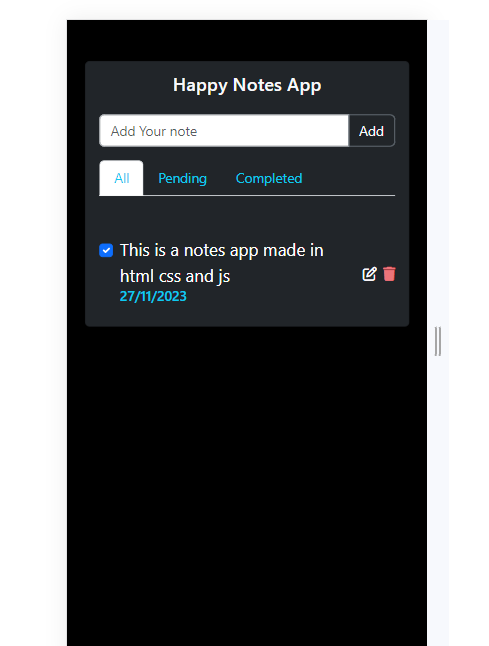 Happy Notes App
Add Your note
Add
All
Pending
Completed
This is a notes app made in
html css and js
27/11/2023